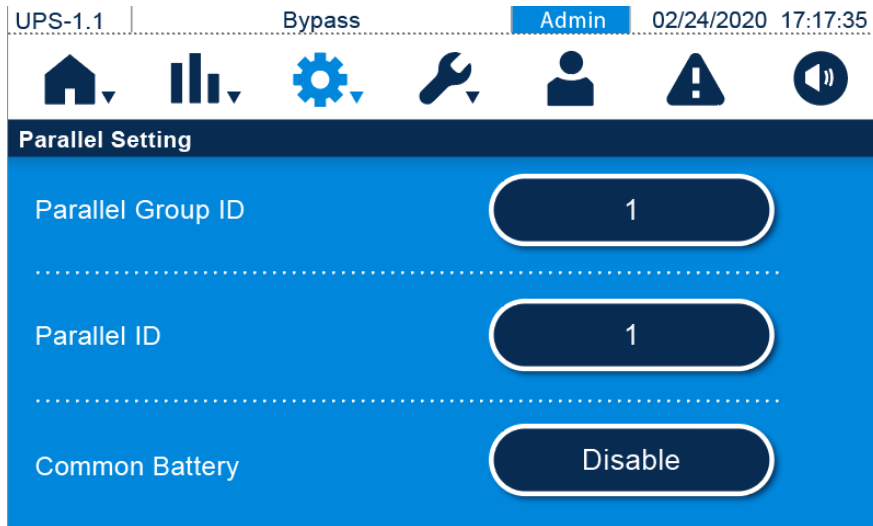 UPS-1.1 Bypass Admin 02/24/2020 17:17:35
Parallel Setting
Parallel Group ID 1
Parallel ID 1
Common Battery Disable